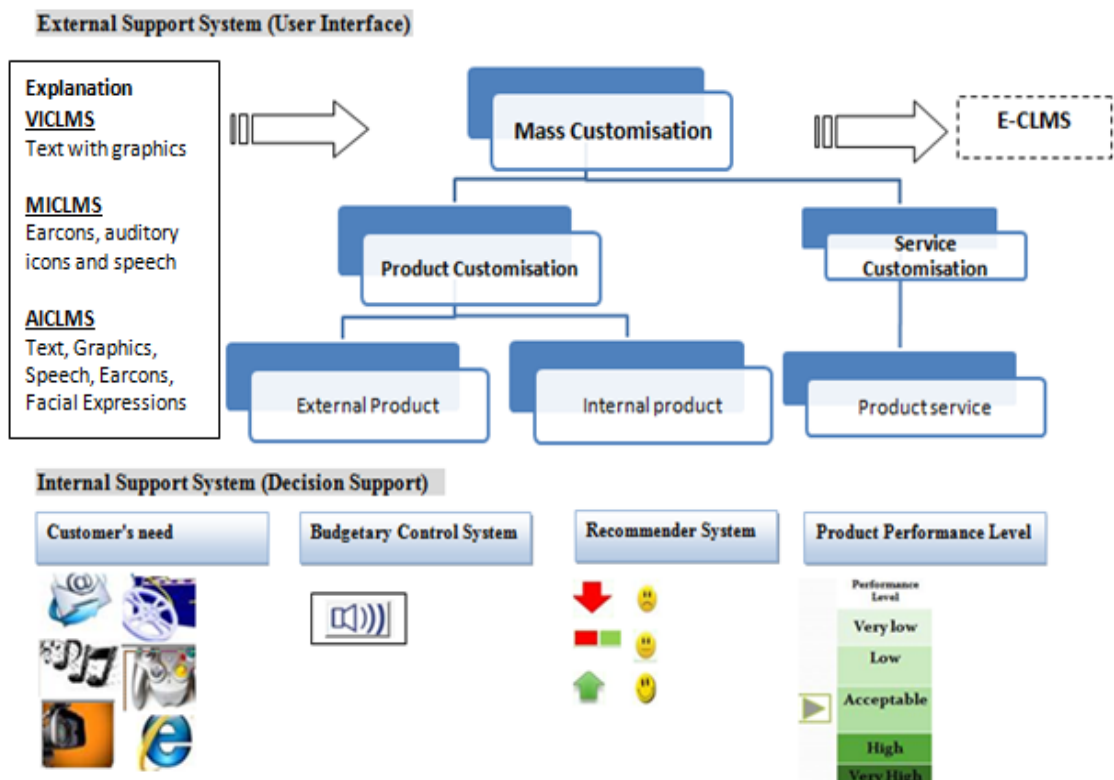 External Support System (User Interface)
Explanation
VICLMS
Text with graphics
MICLMS
Earcons, auditory
icons and speech
AICLMS
Text, Graphics,
Speech, Earcons,
Facial Expressions
Mass Customisation
E-CLMS
Product Customisation
Service
Customisation
External Product
Internal product
Product service
Internal Support System (Decision Support)
Customer's need
Budgetary Control System
Recommender System
Product Performance Level
@
Performance
Level
Very low
Low
Acceptable
High
Very High